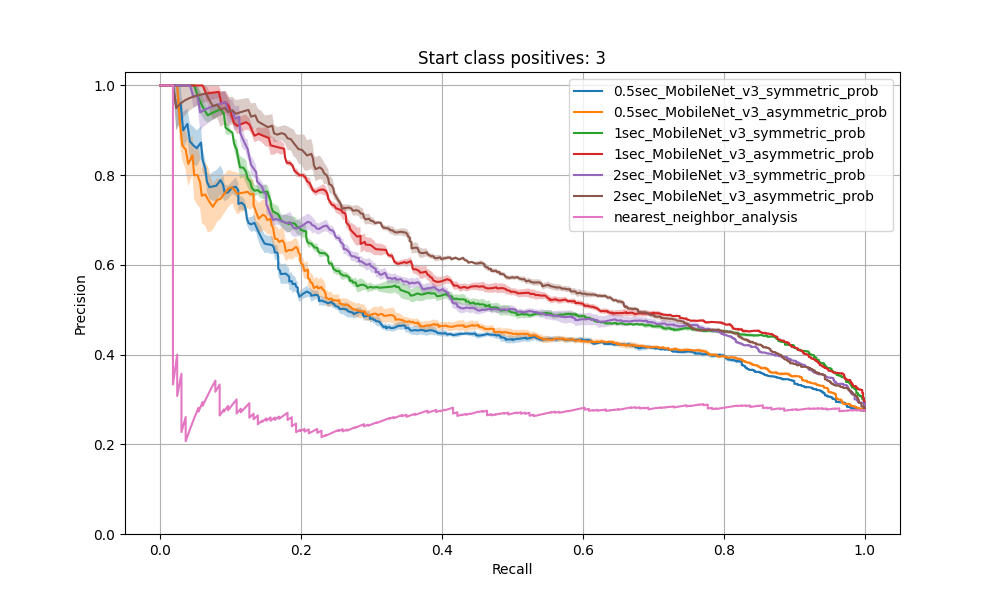 Start class positives: 3
0.5sec_MobileNet_v3_symmetric_prob
0.5sec_MobileNet_v3_asymmetric_prob
1sec_MobileNet_v3_symmetric_prob
1sec_MobileNet_v3_asymmetric_prob
2sec_MobileNet_v3_symmetric_prob
2sec_MobileNet_v3_asymmetric_prob
nearest_neighbor_analysis
Precision
1.0
0.8
0.6
0.4
0.2
0.0
0.0 0.2 0.4 0.6 0.8 1.0
Recall